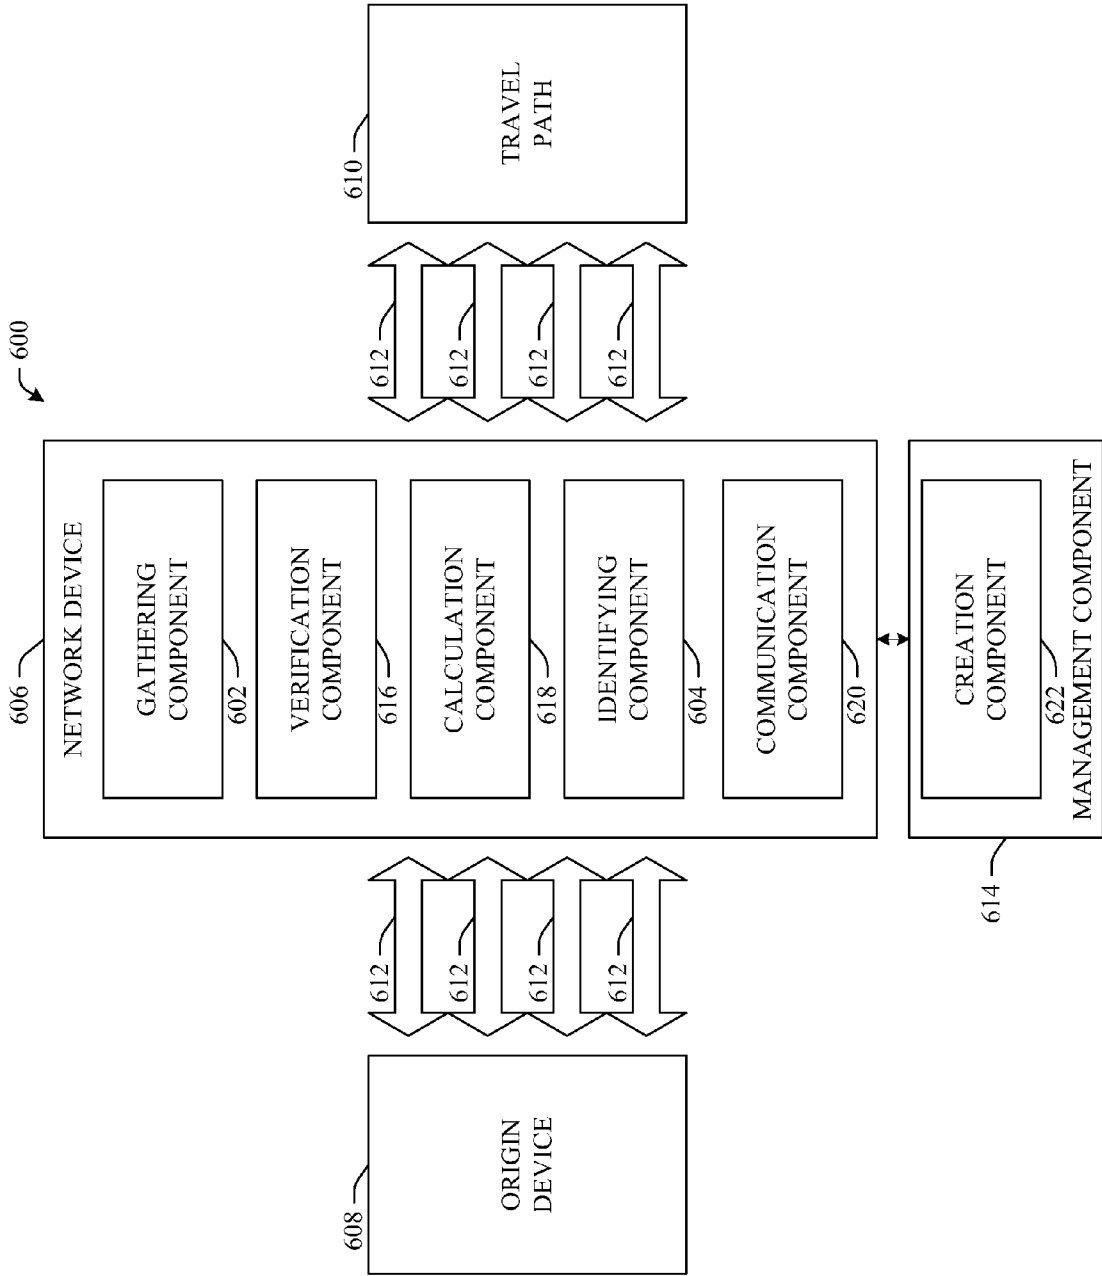 600
606
NETWORK DEVICE
GATHERING
COMPONENT
602
VERIFICATION
COMPONENT
616
CALCULATION
COMPONENT
618
IDENTIFYING
COMPONENT
604
COMMUNICATION
COMPONENT
620
608
ORIGIN
DEVICE
612
612
612
612
610
TRAVEL
PATH
612
612
612
612
614
CREATION
COMPONENT
622
MANAGEMENT COMPONENT